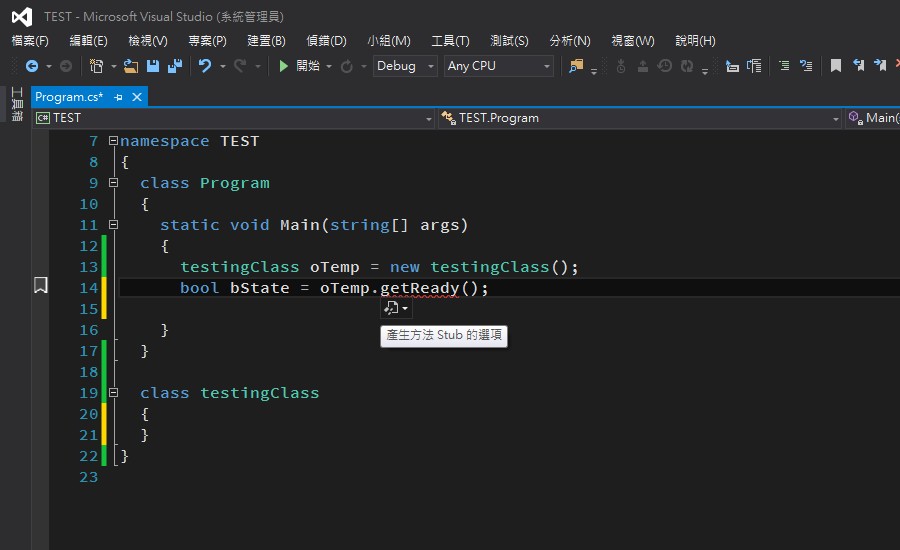 TEST - Microsoft Visual Studio (系統管理員)
檔案(F) 編輯(E) 檢視(V) 專案(P) 建置(B) 偵錯(D) 小組(M) 工具(T) 測試(S) 分析(N) 視窗(W) 說明(H)
開始 Debug Any CPU
工具箱
Program.cs*
C# TEST TEST.Program Main(
7 namespace TEST
8 {
9 class Program
10 {
11 static void Main(string[] args)
12 {
13 testingClass oTemp = new testingClass();
14 bool bState = oTemp.getReady();
15
產生方法 Stub 的選項
16 }
17 }
18
19 class testingClass
20 {
21 }
22 }
23